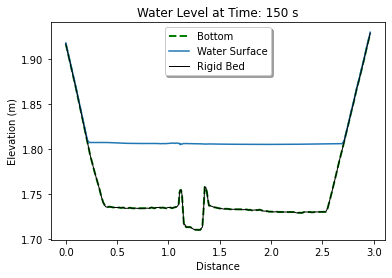 Water Level at Time: 150 s
Bottom
Water Surface
Rigid Bed
Elevation (m)
1.90
1.85
1.80
1.75
1.70
0.0 0.5 1.0 1.5 2.0 2.5 3.0
Distance